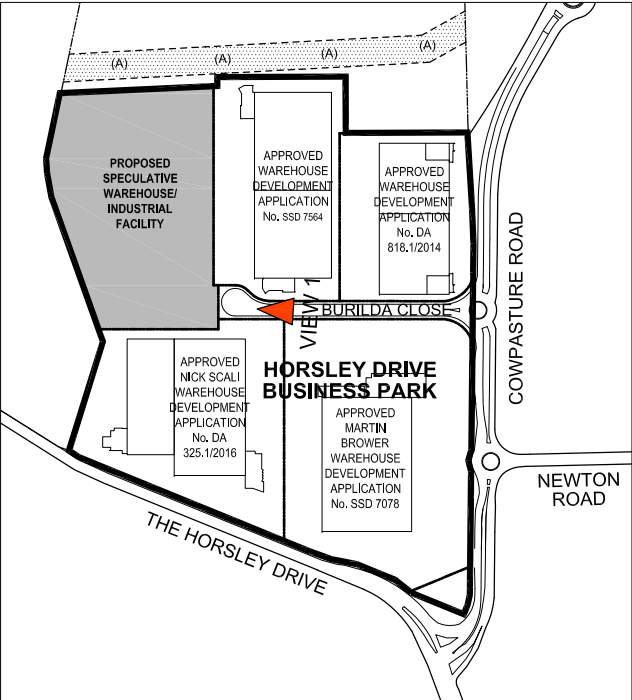 (A)
(A)
(A)
(A)
PROPOSED
SPECULATIVE
WAREHOUSE/
INDUSTRIAL
FACILITY
APPROVED
WAREHOUSE
DEVELOPMENT
APPLICATION
No. SSD 7564
APPROVED
WAREHOUSE
DEVELOPMENT
APPLICATION
No. DA
818.1/2014
COWPASTURE ROAD
VIEW 1
BURILDA CLOSE
HORSLEY DRIVE
BUSINESS PARK
APPROVED
NICK SCALI
WAREHOUSE
DEVELOPMENT
APPLICATION
No. DA
325.1/2016
APPROVED
MARTIN
BROWER
WAREHOUSE
DEVELOPMENT
APPLICATION
No. SSD 7078
NEWTON
ROAD
THE HORSLEY DRIVE